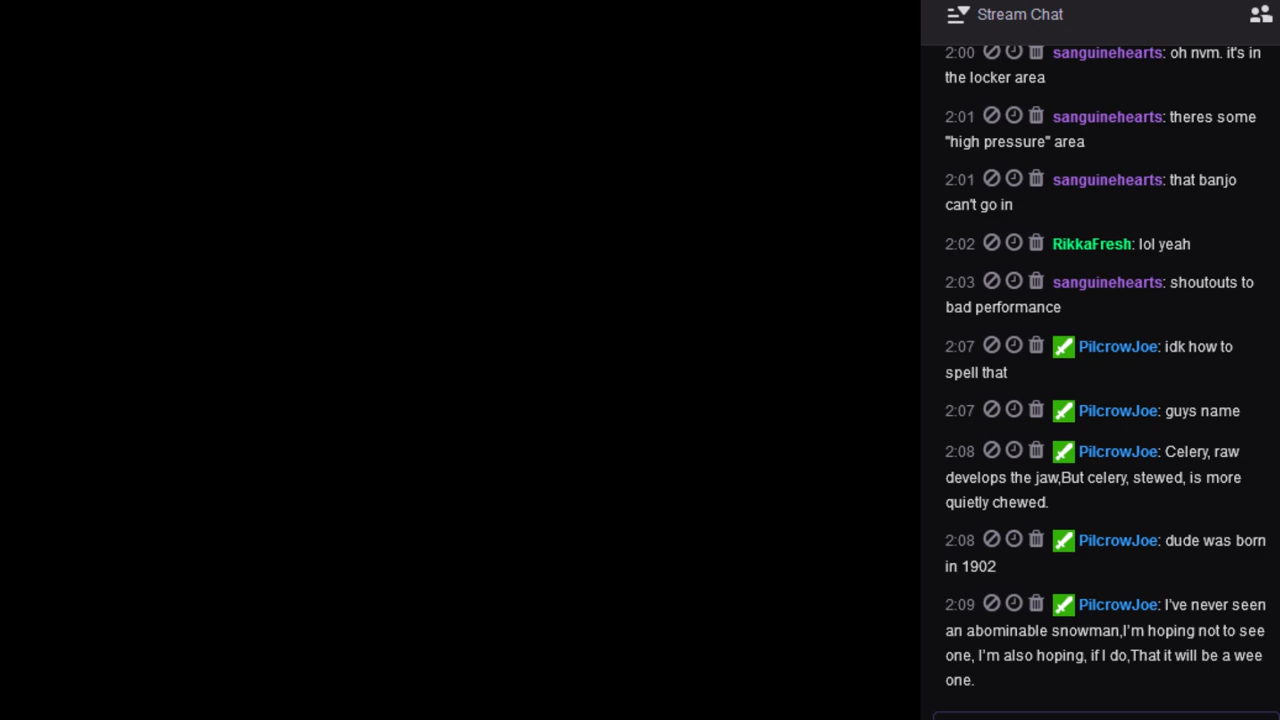 Stream Chat
2:00 sanguinehearts: oh nvm. it's in
the locker area
2:01 sanguinehearts: theres some
"high pressure" area
2:01 sanguinehearts: that banjo
can't go in
2:02 RikkaFresh: lol yeah
2:03 sanguinehearts: shoutouts to
bad performance
2:07 PilcrowJoe: idk how to
spell that
2:07 PilcrowJoe: guys name
2:08 PilcrowJoe: Celery, raw
develops the jaw,But celery, stewed, is more
quietly chewed.
2:08 PilcrowJoe: dude was born
in 1902
2:09 PilcrowJoe: I've never seen
an abominable snowman,I'm hoping not to see
one, I'm also hoping, if I do,That it will be a wee
one.